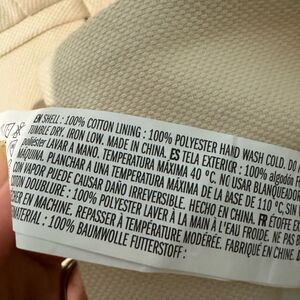 EN SHELL: 100% COTTON LINING : 100% POLYESTER HAND WASH COLD. DO
TUMBLE DRY. IRON LOW. MADE IN CHINA. ES TELA EXTERIOR : 100% algodón
poliéster LAVAR A MANO. TEMPERATURA MÁXIMA 40 ºC. NO USAR BLANQUEADOR
MÁQUINA. PLANCHAR A UNA TEMPERATURA MÁXIMA DE LA BASE DE 110 °C, SIN
CON VAPOR PUEDE CAUSAR DAÑO IRREVERSIBLE. HECHO EN CHINA. FR ÉTOFFE
DOUBLURE : 100% POLYESTER LAVER À LA MAIN À L'EAU FROIDE. NE PAS
EN MACHINE. REPASSER À TEMPÉRATURE MODÉRÉE. FABRIQUÉ EN CHINE.
: 100% BAUMWOLLE FUTTERSTOFF: